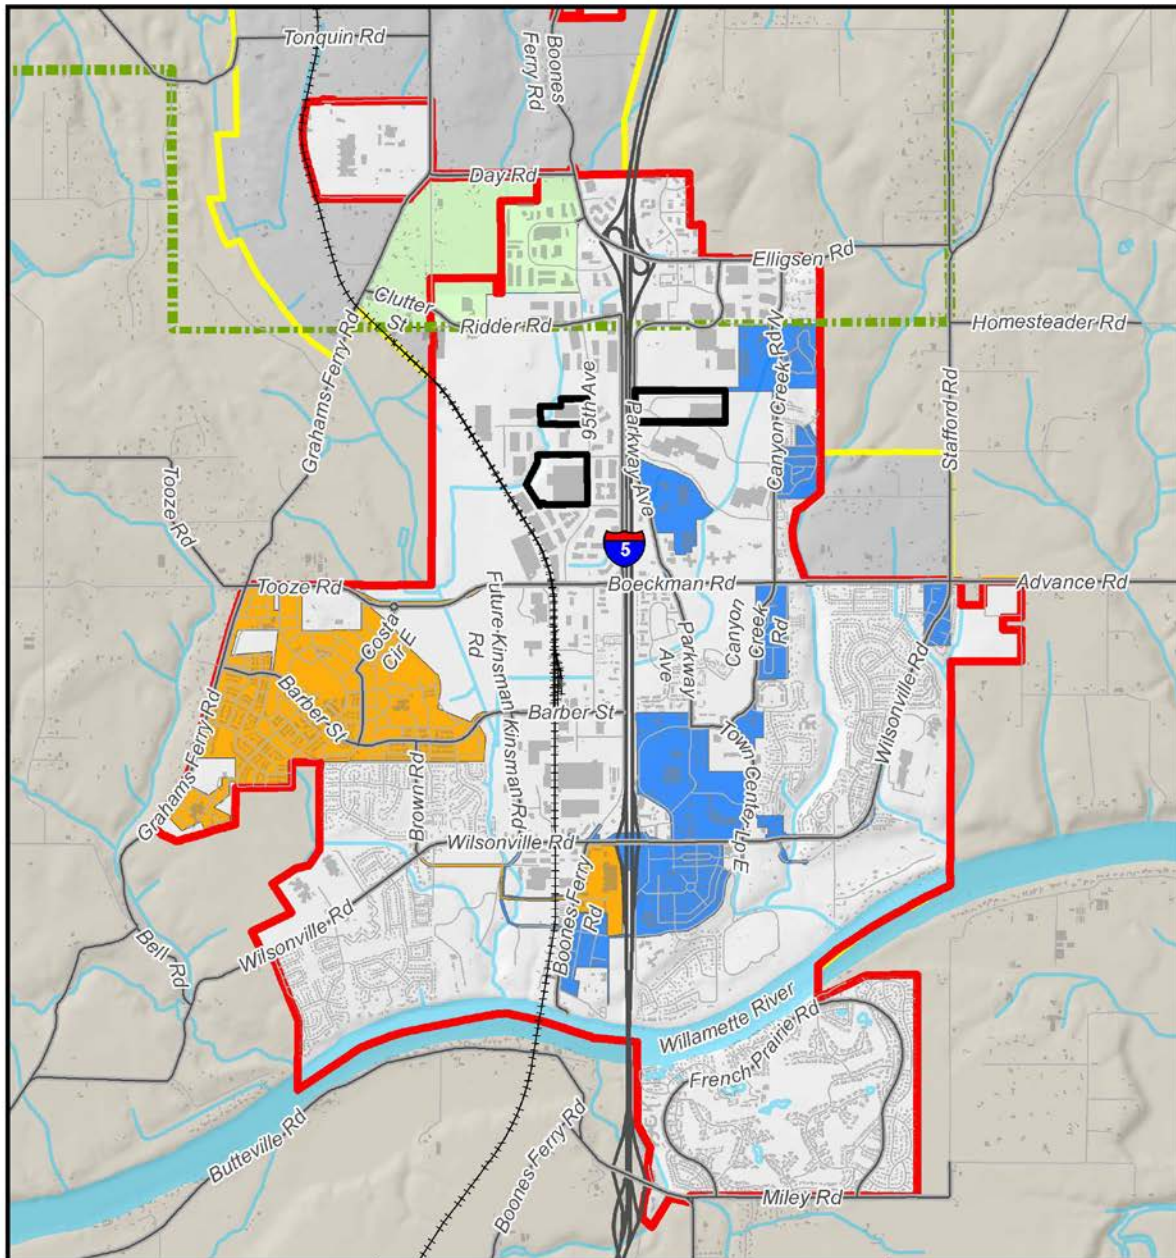 Tonquin Rd
Boones
Ferry Rd
Day Rd
Elligsen Rd
Clutter
St
Ridder Rd
Homesteader Rd
Grahams Ferry Rd
95th Ave
Parkway Ave
Canyon Creek Rd N
Stafford Rd
Tooze Rd
5
Tooze Rd
Boeckman Rd
Advance Rd
Costa
Cir E
Future-Kinsman-Kinsman Rd
Rd
Parkway
Ave
Canyon
Creek
Rd
Barber St
Barber St
Wilsonville Rd
Grahams Ferry Rd
Brown Rd
Town Center Lp E
Wilsonville Rd
Boones Ferry
Rd
Wilsonville Rd
Bell Rd
Willamette River
French Prairie Rd
Butteville Rd
Boones Ferry Rd
Miley Rd